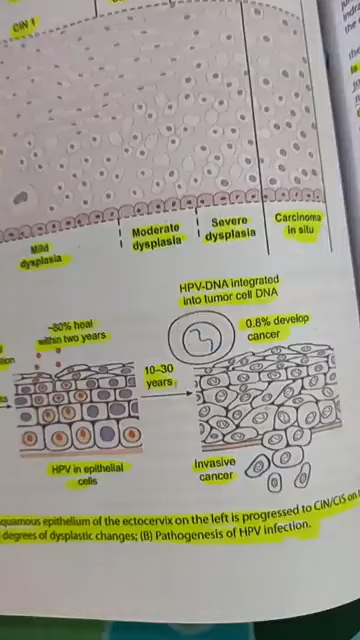 CIN 1
Mild
dysplasia
Moderate
dysplasia
Severe
dysplasia
Carcinoma
in situ
HPV-DNA integrated
into tumor cell DNA
~80% heal
within two years
0.8% develop
cancer
10–30
years
HPV in epithelial
cells
Invasive
cancer
squamous epithelium of the ectocervix on the left is progressed to CIN/CIS on
degrees of dysplastic changes; (B) Pathogenesis of HPV infection.